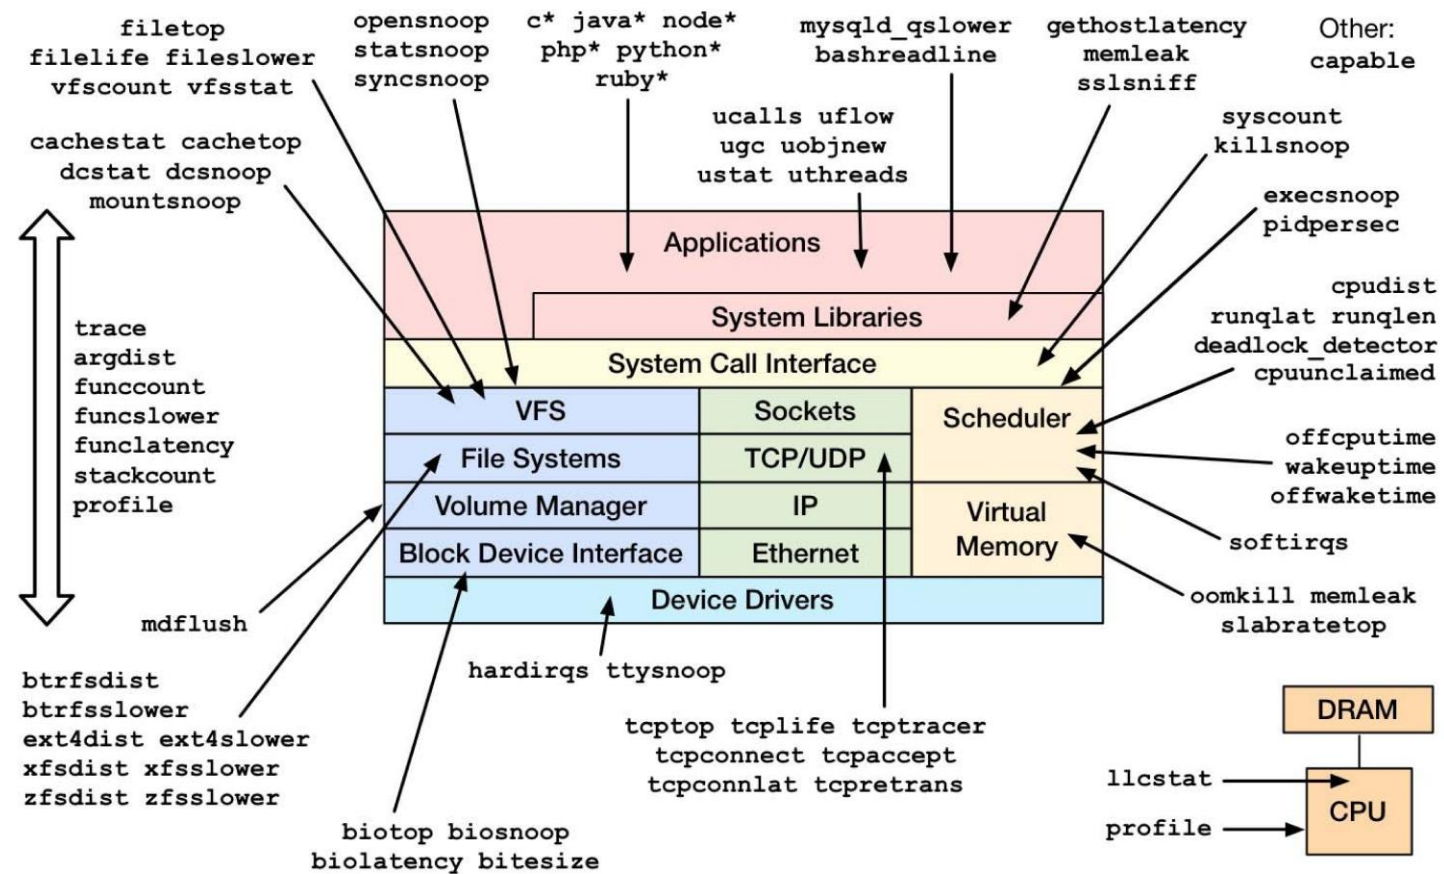 filetop
filelife fileslower
vfscount vfsstat
opensnoop
statsnoop
syncsnoop
c* java* node*
php* python*
ruby*
mysqld_qslower
bashreadline
gethostlatency
memleak
sslsniff
Other:
capable
cachestat cachetop
dcstat dcsnoop
mountsnoop
ucalls uflow
ugc uobjnew
ustat uthreads
syscount
killsnoop
execsnoop
pidpersec
Applications
System Libraries
System Call Interface
VFS
Sockets
Scheduler
File Systems
TCP/UDP
Volume Manager
IP
Virtual
Memory
Block Device Interface
Ethernet
Device Drivers
trace
argdist
funccount
funcslower
funclatency
stackcount
profile
cpudist
runqlat runqlen
deadlock_detector
cpuunclaimed
offcputime
wakeuptime
offwaketime
softirqs
oomkill memleak
slabratetop
mdflush
hardirqs ttysnoop
btrfsdist
btrfsslower
ext4dist ext4slower
xfsdist xfsslower
zfsdist zfsslower
tcptop tcplife tcptracer
tcpconnect tcpaccept
tcpconnlat tcpretrans
biotop biosnoop
biolatency bitesize
DRAM
llcstat
CPU
profile